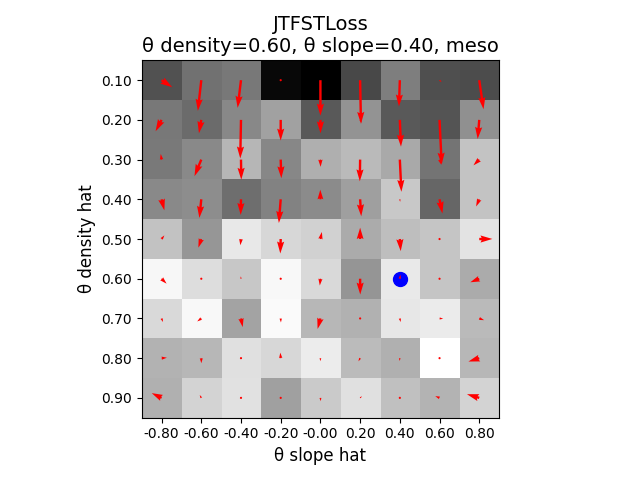 JTFSTLoss
θ density=0.60, θ slope=0.40, meso
θ density hat
0.10
0.20
0.30
0.40
0.50
0.60
0.70
0.80
0.90
-0.80 -0.60 -0.40 -0.20 -0.00 0.20 0.40 0.60 0.80
θ slope hat